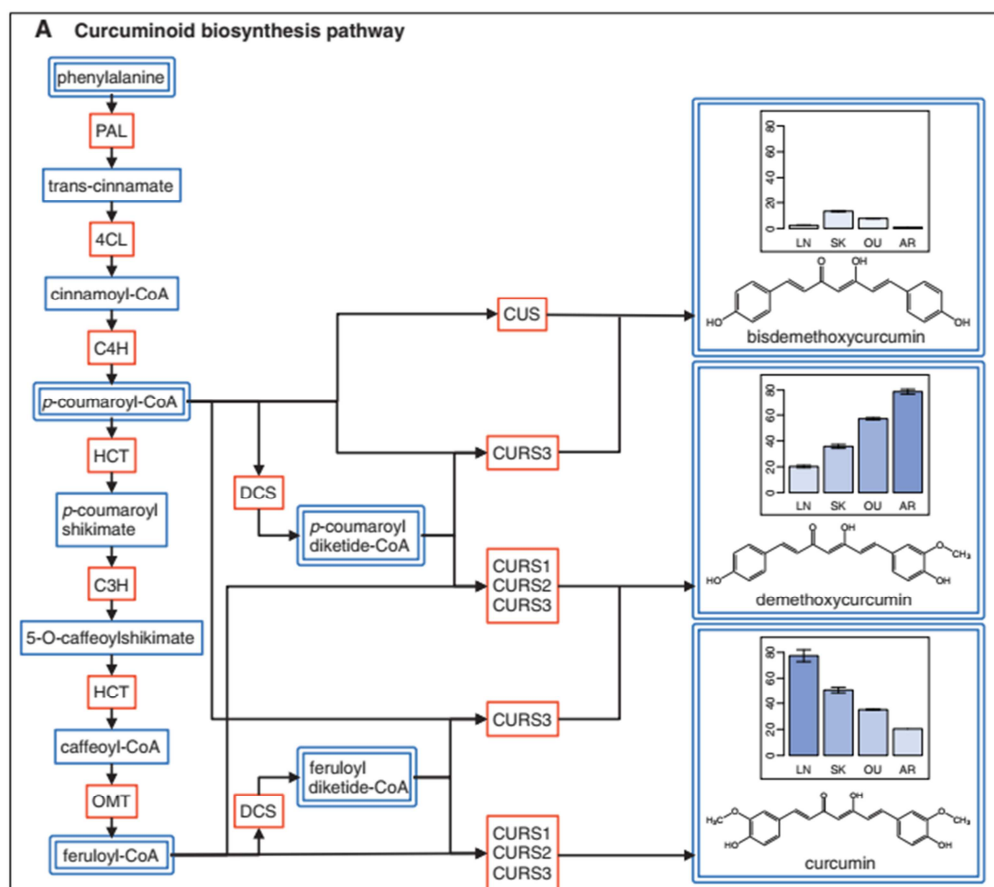 A Curcuminoid biosynthesis pathway
phenylalanine
PAL
trans-cinnamate
4CL
cinnamoyl-CoA
C4H
p-coumaroyl-CoA
HCT
p-coumaroyl
shikimate
C3H
5-O-caffeoylshikimate
HCT
caffeoyl-CoA
OMT
feruloyl-CoA
DCS
p-coumaroyl
diketide-CoA
DCS
feruloyl
diketide-CoA
CUS
CURS3
CURS1
CURS2
CURS3
CURS3
CURS1
CURS2
CURS3
80
60
40
20
0
LN SK OU AR
O OH
HO OH
bisdemethoxycurcumin
80
60
40
20
0
LN SK OU AR
O OH
O CH3
HO OH
demethoxycurcumin
80
60
40
20
0
LN SK OU AR
O OH
H3C O O CH3
HO OH
curcumin